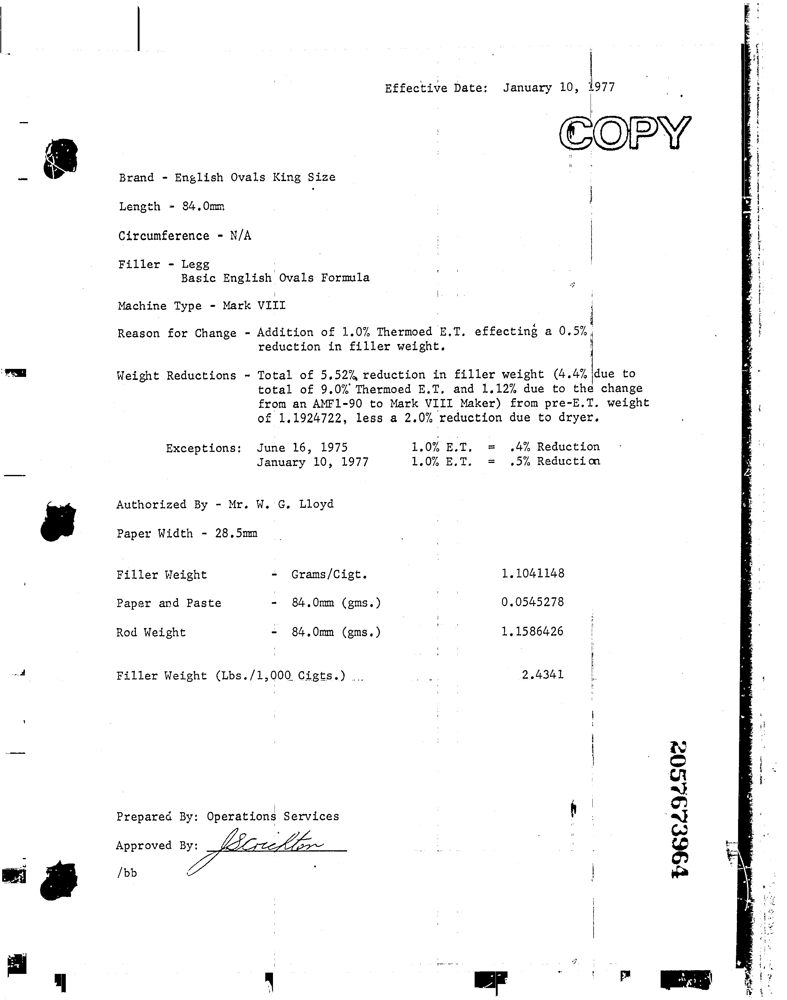 Effective Date: January 10, 1977
COPY
Brand - English Ovals King Size
Length - 84.0mm
Circumference - N/A
Filler - Legg
Basic English Ovals Formula
Machine Type - Mark VIII
Reason for Change - Addition of 1.0% Thermoed E.T. effecting a 0.5%
reduction in filler weight.
Weight Reductions - Total of 5.52% reduction in filler weight (4.4% due to
total of 9.0% Thermoed E.T. and 1.12% due to the change
from an AMF1-90 to Mark VIII Maker) from pre-E.T. weight
of 1.1924722, less a 2.0% reduction due to dryer.
Exceptions: June 16, 1975 1.0% E.T. = .4% Reduction
January 10, 1977 1.0% E.T. = .5% Reduction
Authorized By - Mr. W. G. Lloyd
Paper Width - 28.5mm
Filler Weight - Grams/Cigt. 1.1041148
Paper and Paste - 84.0mm (gms.) 0.0545278
Rod Weight - 84.0mm (gms.) 1.1586426
Filler Weight (Lbs./1,000 Cigts.) 2.4341
Prepared By: Operations Services
Approved By: JSCrichton
/bb
2057673964